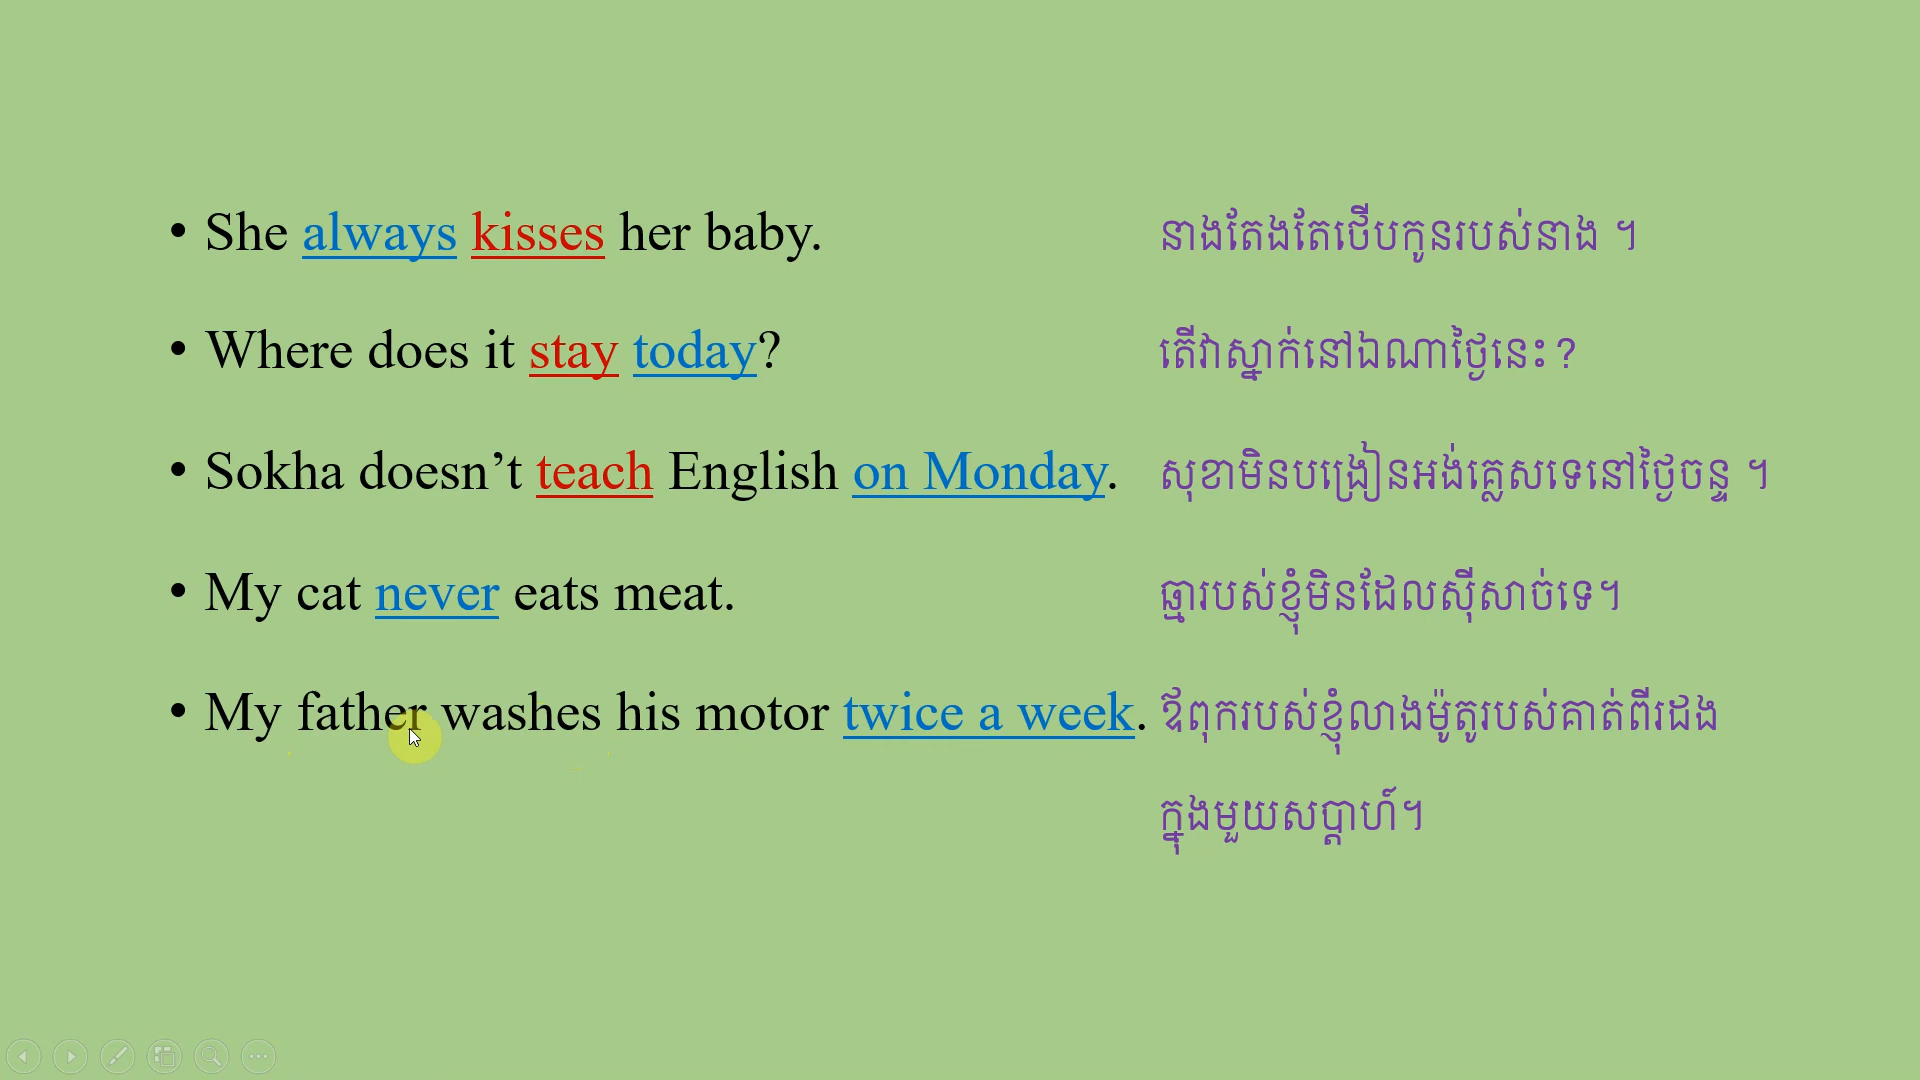 • She always kisses her baby. នាងតែងតែថើបកូនរបស់នាង ។
• Where does it stay today? តើវាស្នាក់នៅឯណាថ្ងៃនេះ ?
• Sokha doesn’t teach English on Monday. សុខាមិនបង្រៀនអង់គ្លេសទេនៅថ្ងៃចន្ទ ។
• My cat never eats meat. ឆ្មារបស់ខ្ញុំមិនដែលស៊ីសាច់ទេ។
• My father washes his motor twice a week. ឪពុករបស់ខ្ញុំលាងម៉ូតូរបស់គាត់ពីរដង
ក្នុងមួយសប្តាហ៍។